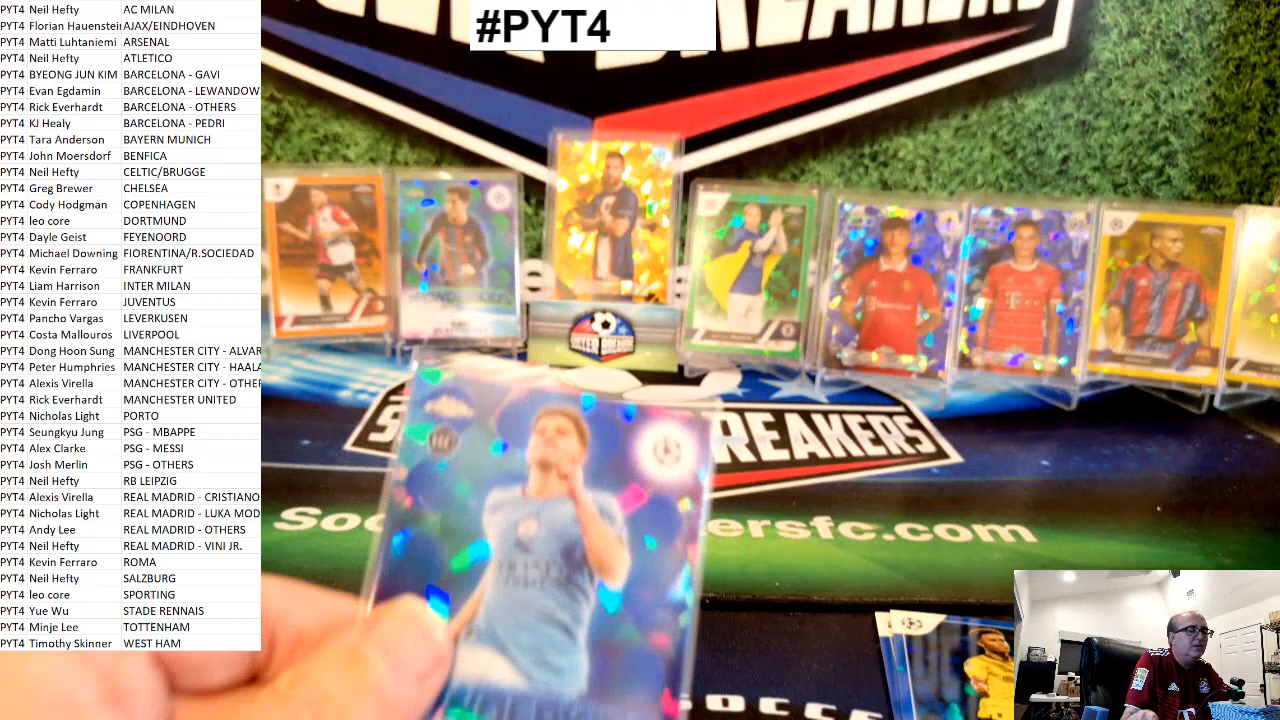 PYT4 Neil Hefty AC MILAN
PYT4 Florian Hauenstein AJAX/EINDHOVEN
PYT4 Matti Luhtaniemi ARSENAL
PYT4 Neil Hefty ATLETICO
PYT4 BYEONG JUN KIM BARCELONA - GAVI
PYT4 Evan Egdamin BARCELONA - LEWANDOW
PYT4 Rick Everhardt BARCELONA - OTHERS
PYT4 KJ Healy BARCELONA - PEDRI
PYT4 Tara Anderson BAYERN MUNICH
PYT4 John Moersdorf BENFICA
PYT4 Neil Hefty CELTIC/BRUGGE
PYT4 Greg Brewer CHELSEA
PYT4 Cody Hodgman COPENHAGEN
PYT4 leo core DORTMUND
PYT4 Dayle Geist FEYENOORD
PYT4 Michael Downing FIORENTINA/R.SOCIEDAD
PYT4 Kevin Ferraro FRANKFURT
PYT4 Liam Harrison INTER MILAN
PYT4 Kevin Ferraro JUVENTUS
PYT4 Pancho Vargas LEVERKUSEN
PYT4 Costa Mallouros LIVERPOOL
PYT4 Dong Hoon Sung MANCHESTER CITY - ALVAR
PYT4 Peter Humphries MANCHESTER CITY - HAALA
PYT4 Alexis Virella MANCHESTER CITY - OTHE
PYT4 Rick Everhardt MANCHESTER UNITED
PYT4 Nicholas Light PORTO
PYT4 Seungkyu Jung PSG - MBAPPE
PYT4 Alex Clarke PSG - MESSI
PYT4 Josh Merlin PSG - OTHERS
PYT4 Neil Hefty RB LEIPZIG
PYT4 Alexis Virella REAL MADRID - CRISTIANO
PYT4 Nicholas Light REAL MADRID - LUKA MOD
PYT4 Andy Lee REAL MADRID - OTHERS
PYT4 Neil Hefty REAL MADRID - VINI JR.
PYT4 Kevin Ferraro ROMA
PYT4 Neil Hefty SALZBURG
PYT4 leo core SPORTING
PYT4 Yue Wu STADE RENNAIS
PYT4 Minje Lee TOTTENHAM
PYT4 Timothy Skinner WEST HAM
#PYT4
BREAKERS
Soc ersfc.com
SOCCE